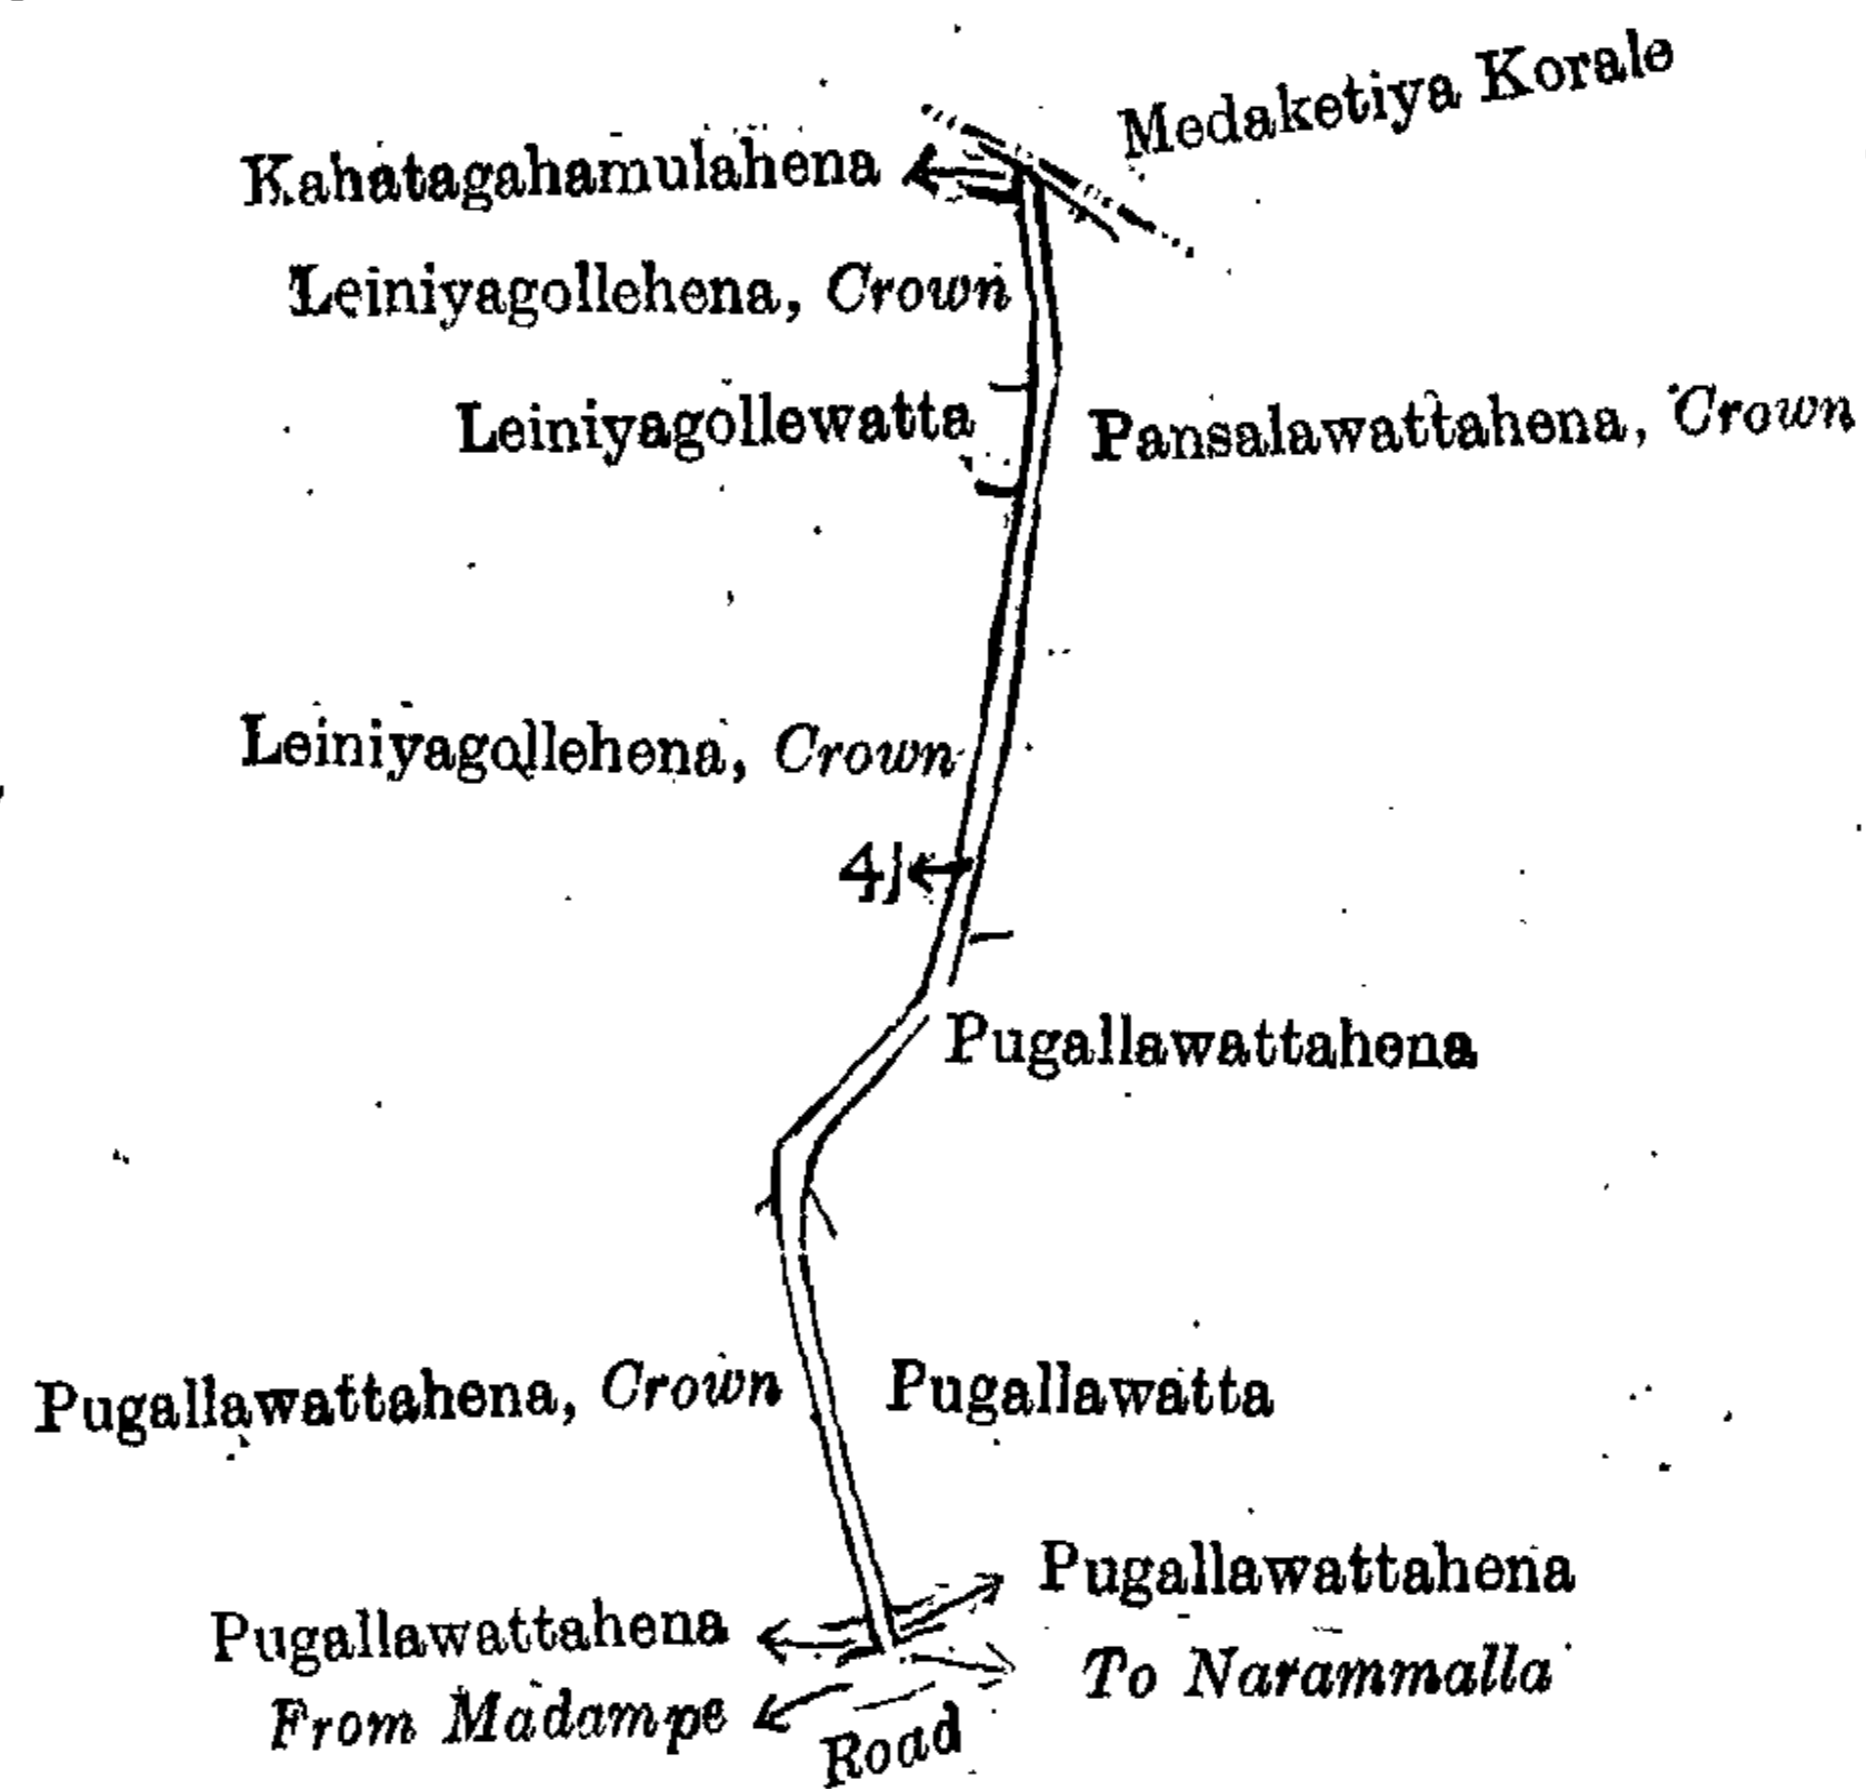 Medaketiya Korale
Kahatagahamulahena
Leiniyagollehena, Crown
Leiniyagollewatta
Pansalawattahena, Crown
Leiniyagollehena, Crown
4J
Pugallawattahena
Pugallawattahena, Crown
Pugallawatta
Pugallawattahena
Pugallawattahena
To Narammalla
From Madampe
Road